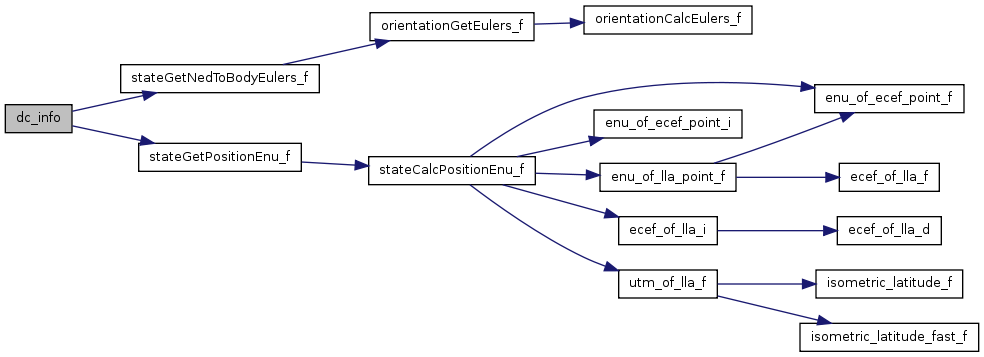 dc_info
stateGetNedToBodyEulers_f
orientationGetEulers_f
orientationCalcEulers_f
stateGetPositionEnu_f
stateCalcPositionEnu_f
enu_of_ecef_point_f
enu_of_ecef_point_i
enu_of_lla_point_f
ecef_of_lla_f
ecef_of_lla_i
ecef_of_lla_d
utm_of_lla_f
isometric_latitude_f
isometric_latitude_fast_f